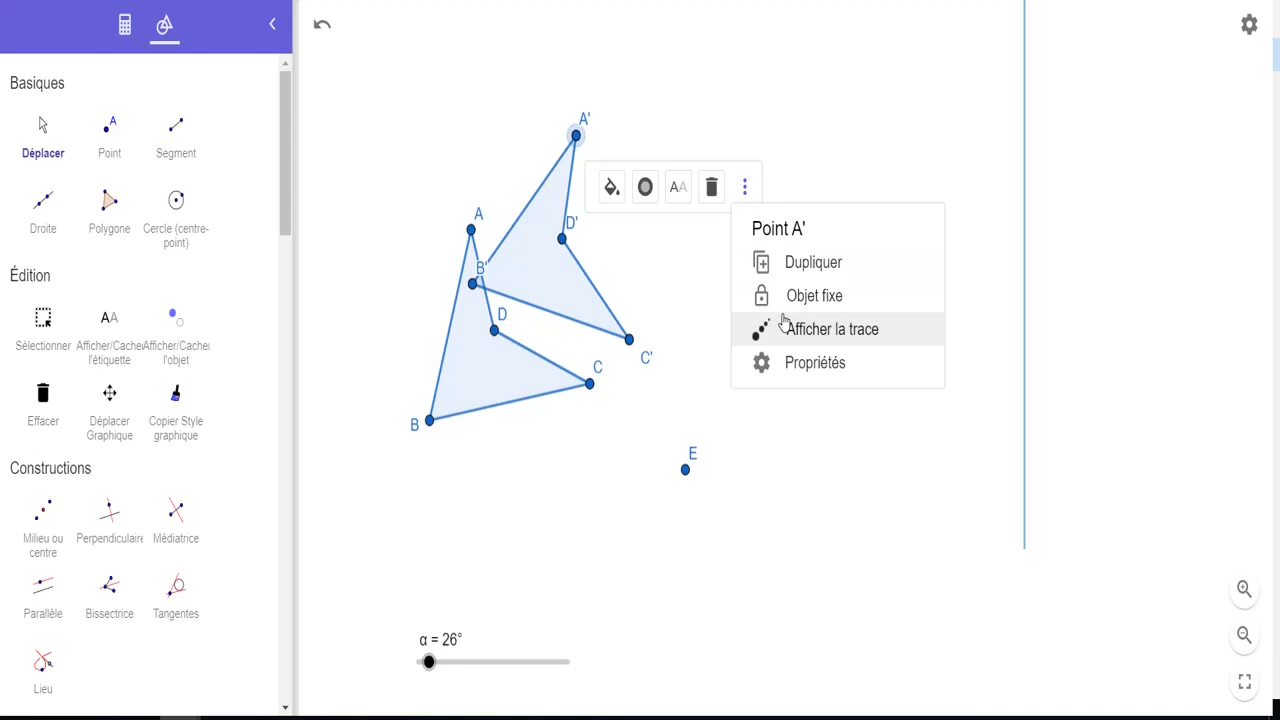 Basiques
A
Déplacer
Point
Segment
Droite
Polygone
Cercle (centre-
point)
Édition
AA
Sélectionner
Afficher/Cacher
l'étiquette
Afficher/Cacher
l'objet
Effacer
Déplacer
Graphique
Copier Style
graphique
Constructions
Milieu ou
centre
Perpendiculaire
Médiatrice
Parallèle
Bissectrice
Tangentes
Lieu
A'
A
D'
B'
D
C'
C
B
E
AA
Point A'
Dupliquer
Objet fixe
Afficher la trace
Propriétés
α = 26°